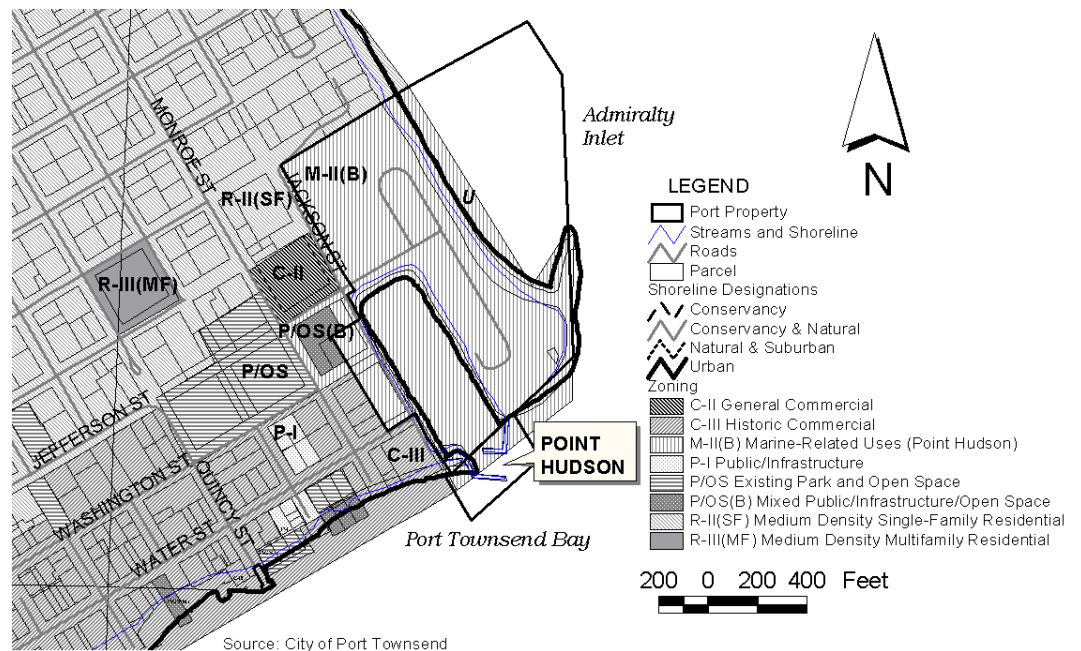 MONROE ST
JACKSON ST
M-II(B)
R-II(SF)
U
Admiralty
Inlet
C-II
R-III(MF)
P/OS(B)
P/OS
P-I
C-III
JEFFERSON ST
WASHINGTON ST
QUINCY ST
WATER ST
POINT
HUDSON
Port Townsend Bay
Source: City of Port Townsend
N
LEGEND
Port Property
Streams and Shoreline
Roads
Parcel
Shoreline Designations
Conservancy
Conservancy & Natural
Natural & Suburban
Urban
Zoning
C-II General Commercial
C-III Historic Commercial
M-II(B) Marine-Related Uses (Point Hudson)
P-I Public/Infrastructure
P/OS Existing Park and Open Space
P/OS(B) Mixed Public/Infrastructure/Open Space
R-II(SF) Medium Density Single-Family Residential
R-III(MF) Medium Density Multifamily Residential
200 0 200 400 Feet